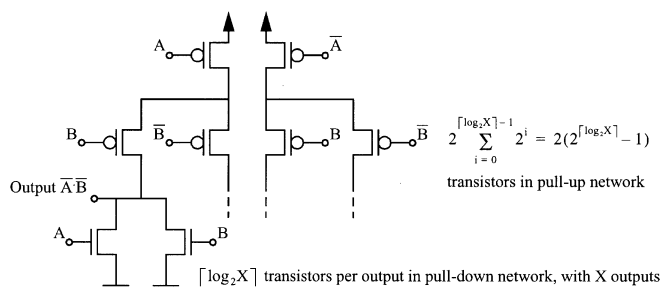 A A̅
B B̅ B B̅
2 ∑_{i = 0}^{⌈log₂X⌉ - 1} 2^i = 2(2^{⌈log₂X⌉} - 1)
transistors in pull-up network
Output A̅·B̅
A B
⌈log₂X⌉ transistors per output in pull-down network, with X outputs